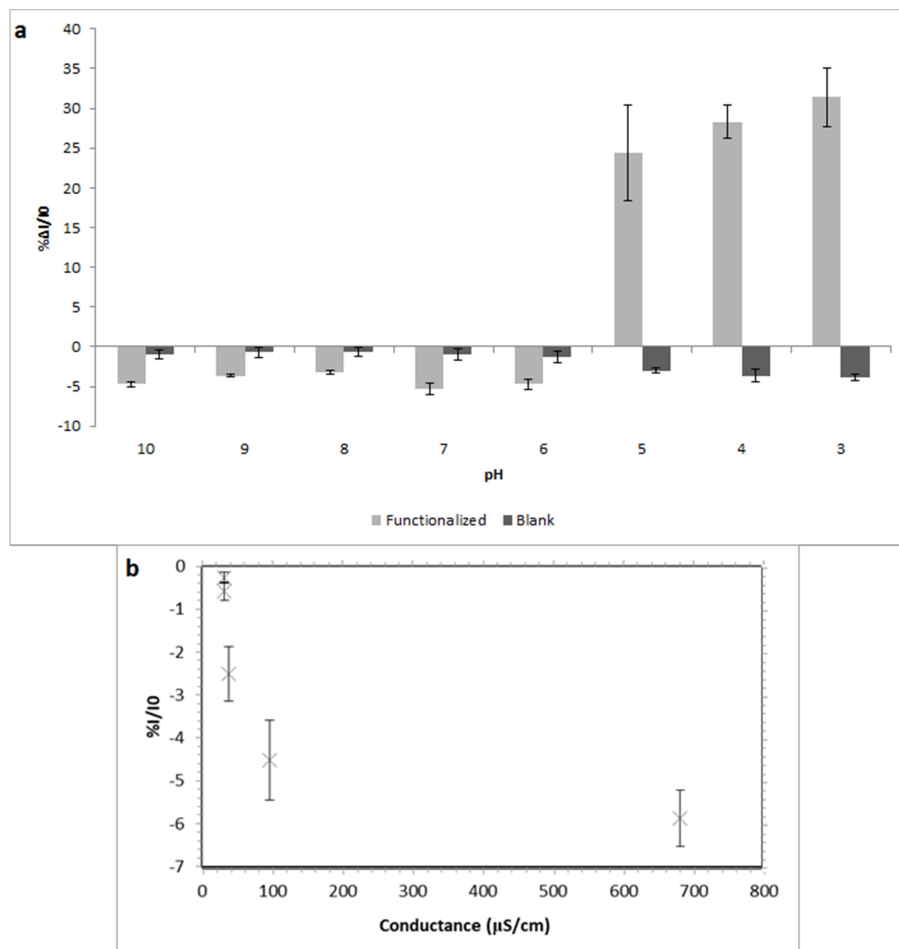 a
40
35
30
25
20
15
10
5
0
-5
-10
%ΔI/I0
10 9 8 7 6 5 4 3
pH
Functionalized Blank
b
0
-1
-2
-3
-4
-5
-6
-7
%I/I0
0 100 200 300 400 500 600 700 800
Conductance (µS/cm)